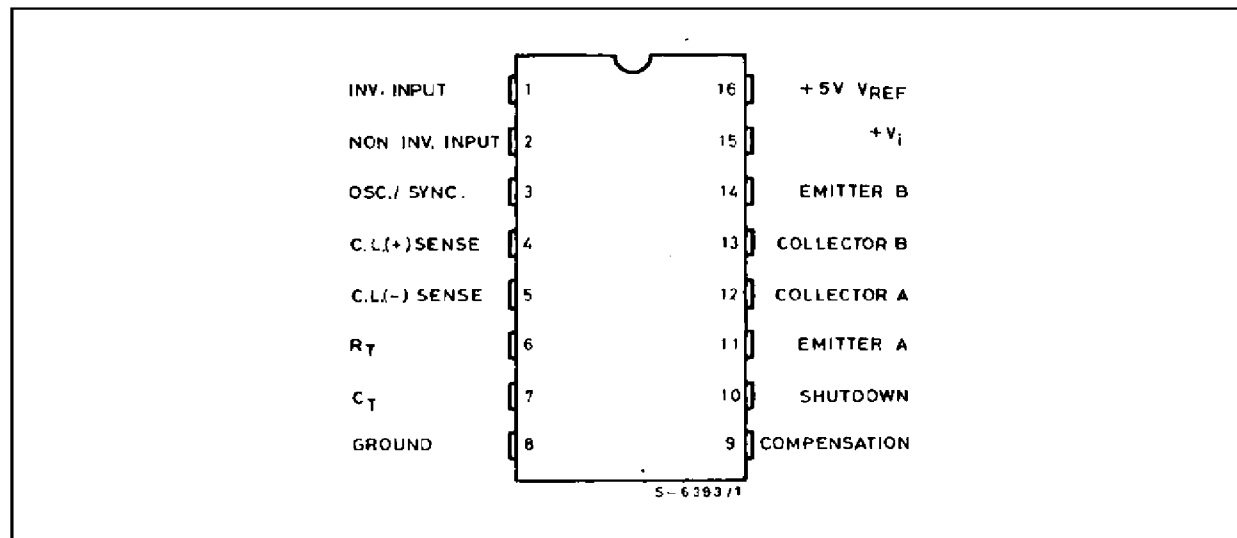 INV. INPUT 1 16 +5V VREF
NON INV. INPUT 2 15 +Vi
OSC./ SYNC. 3 14 EMITTER B
C.L.(+) SENSE 4 13 COLLECTOR B
C.L.(-) SENSE 5 12 COLLECTOR A
RT 6 11 EMITTER A
CT 7 10 SHUTDOWN
GROUND 8 9 COMPENSATION
S-6393/1